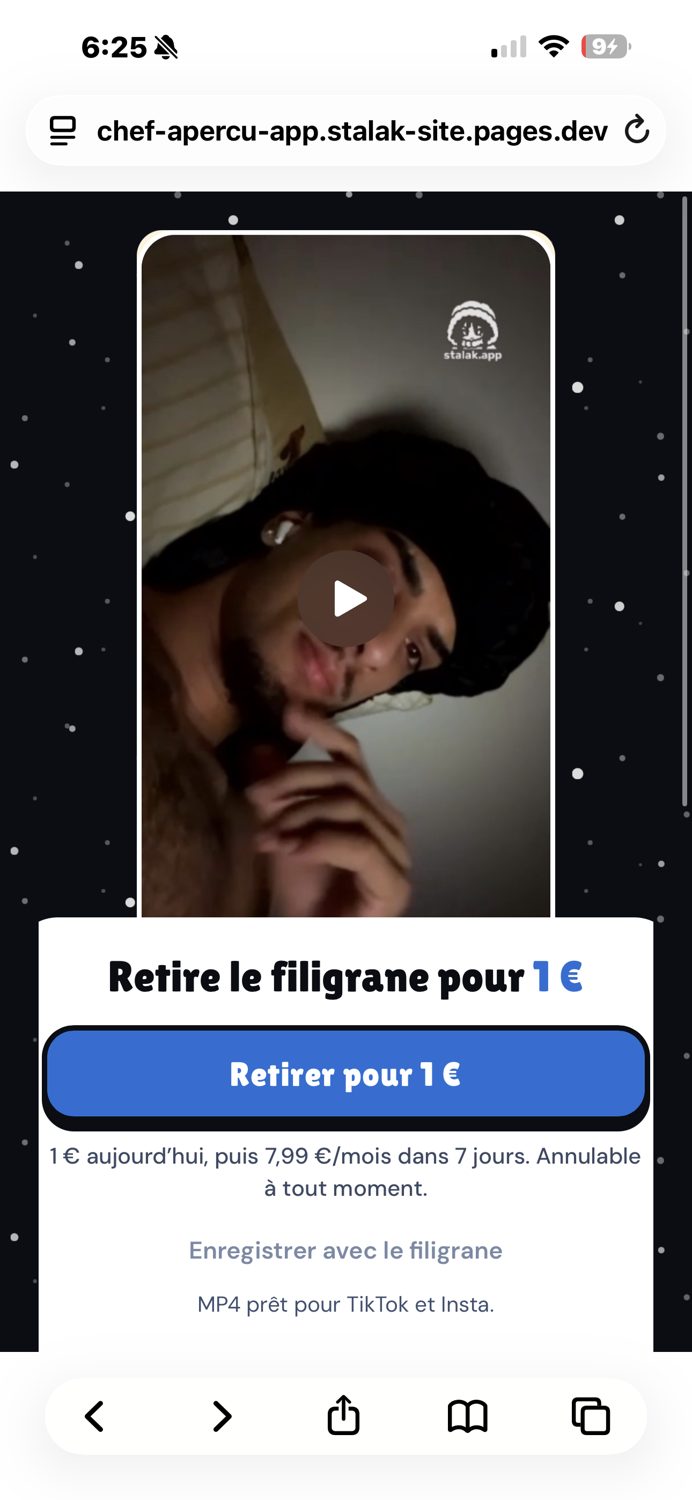 6:25
9
chef-apercu-app.stalak-site.pages.dev
stalak.app
Retire le filigrane pour 1 €
Retirer pour 1 €
1 € aujourd’hui, puis 7,99 €/mois dans 7 jours. Annulable
à tout moment.
Enregistrer avec le filigrane
MP4 prêt pour TikTok et Insta.